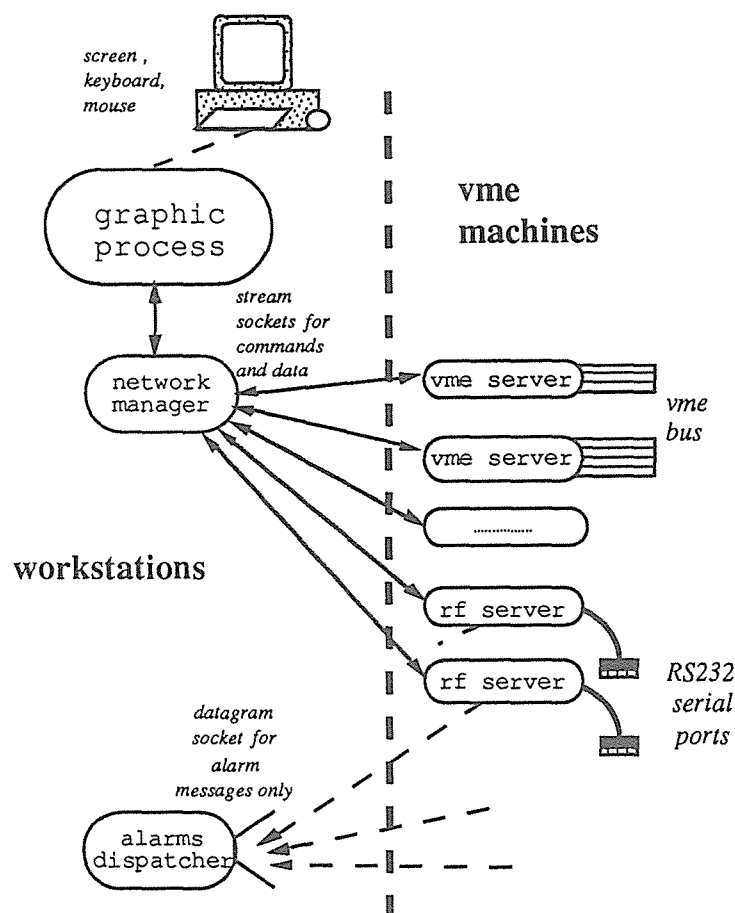 screen ,
keyboard,
mouse
graphic
process
vme
machines
stream
sockets for
commands
and data
network
manager
vme server
vme
bus
vme server
................
workstations
rf server
rf server
RS232
serial
ports
datagram
socket for
alarm
messages only
alarms
dispatcher